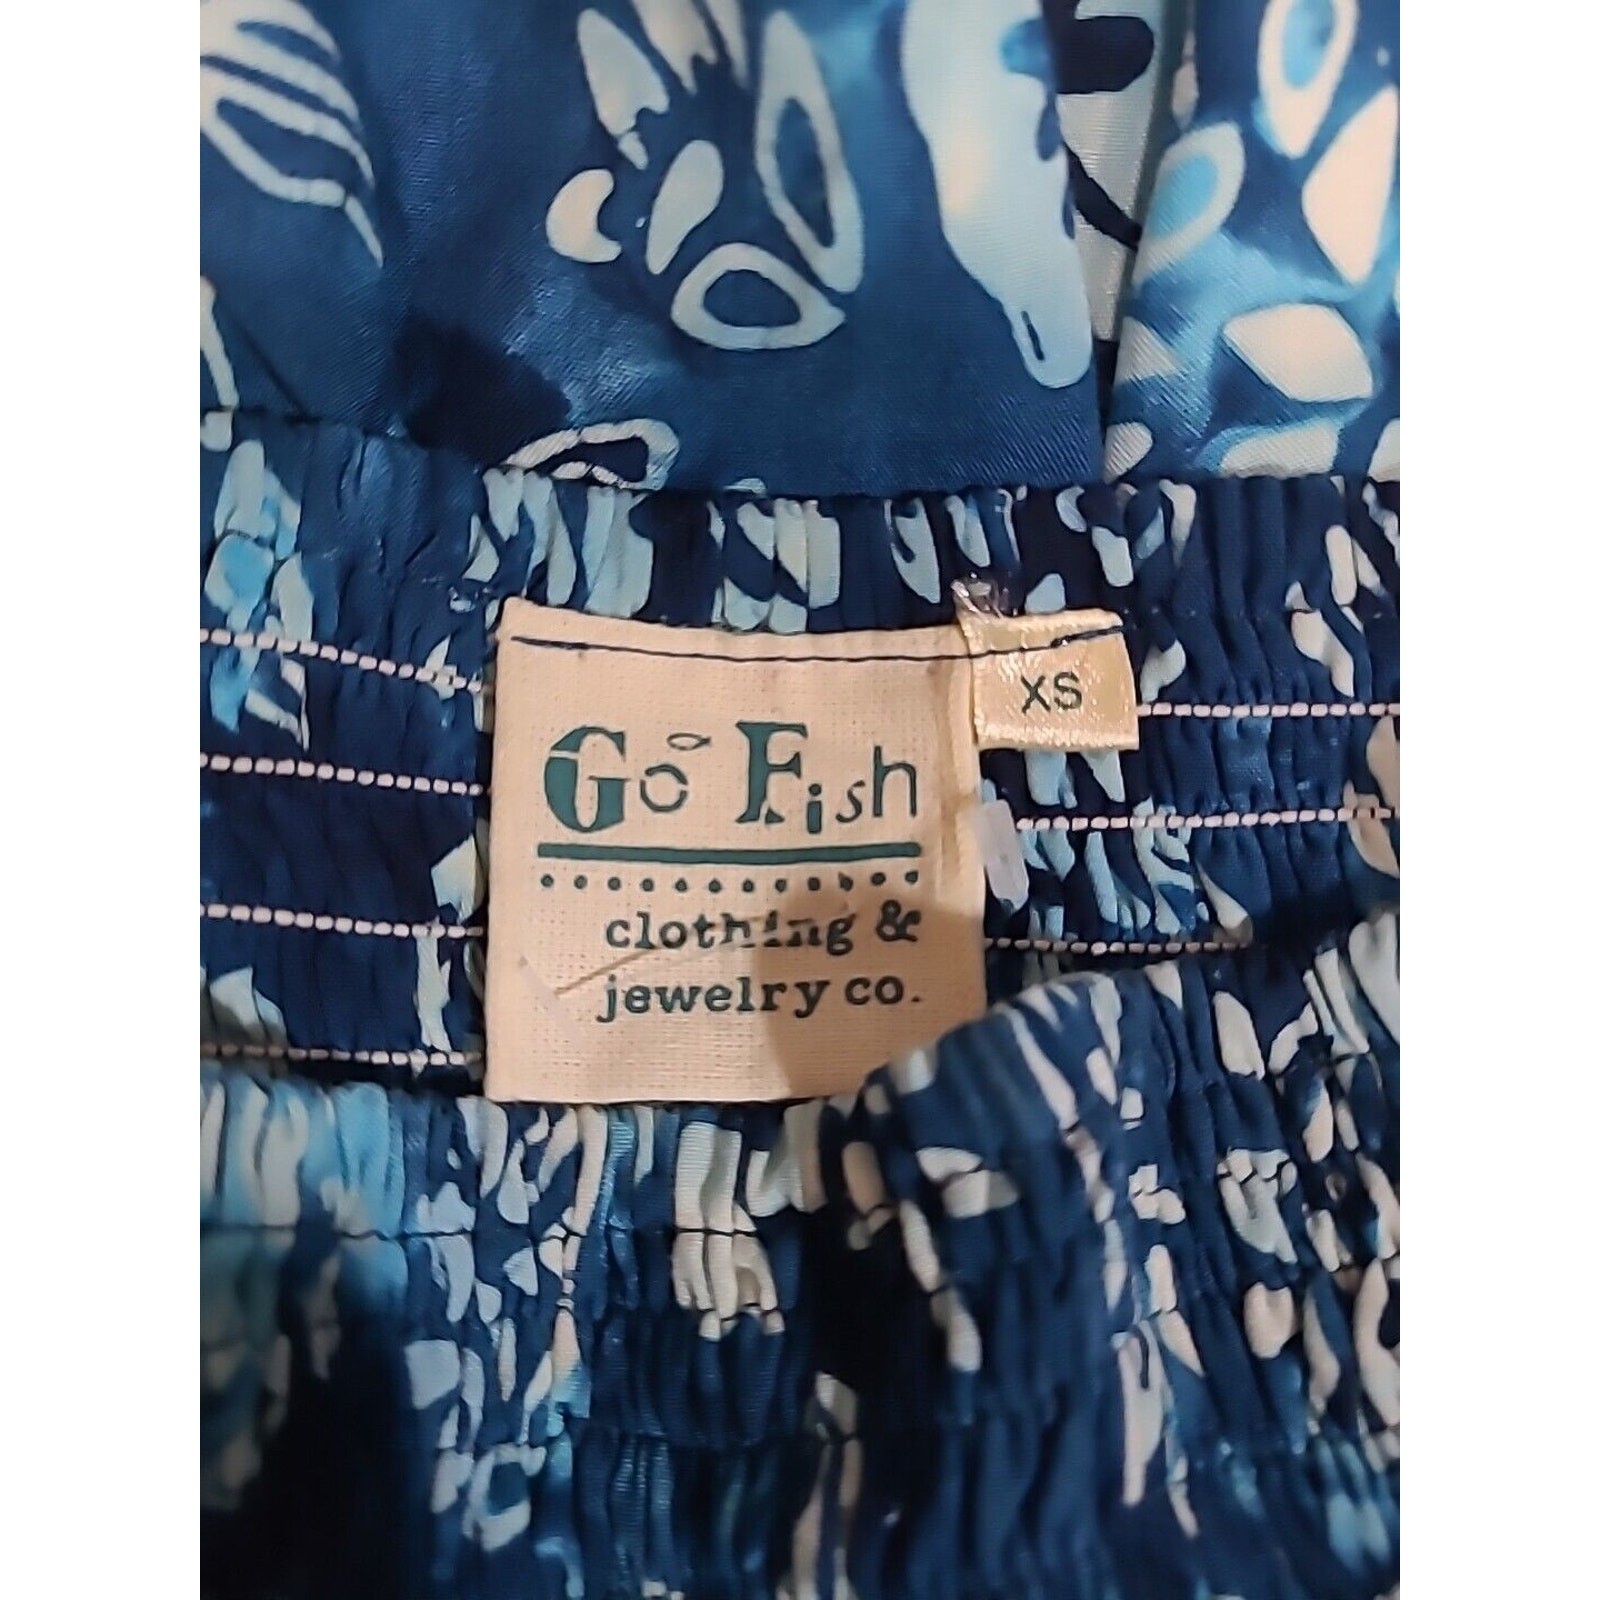 Go Fish
clothing &
jewelry co.
XS